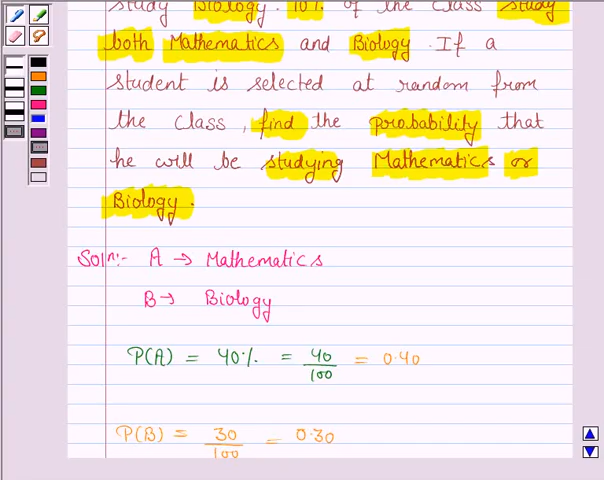 study Biology. 10% of the class study
both Mathematics and Biology. If a
student is selected at random from
the class, find the probability that
he will be studying Mathematics or
Biology.
Soln:- A → Mathematics
B → Biology
P(A) = 40% = 40/100 = 0.40
P(B) = 30/100 = 0.30